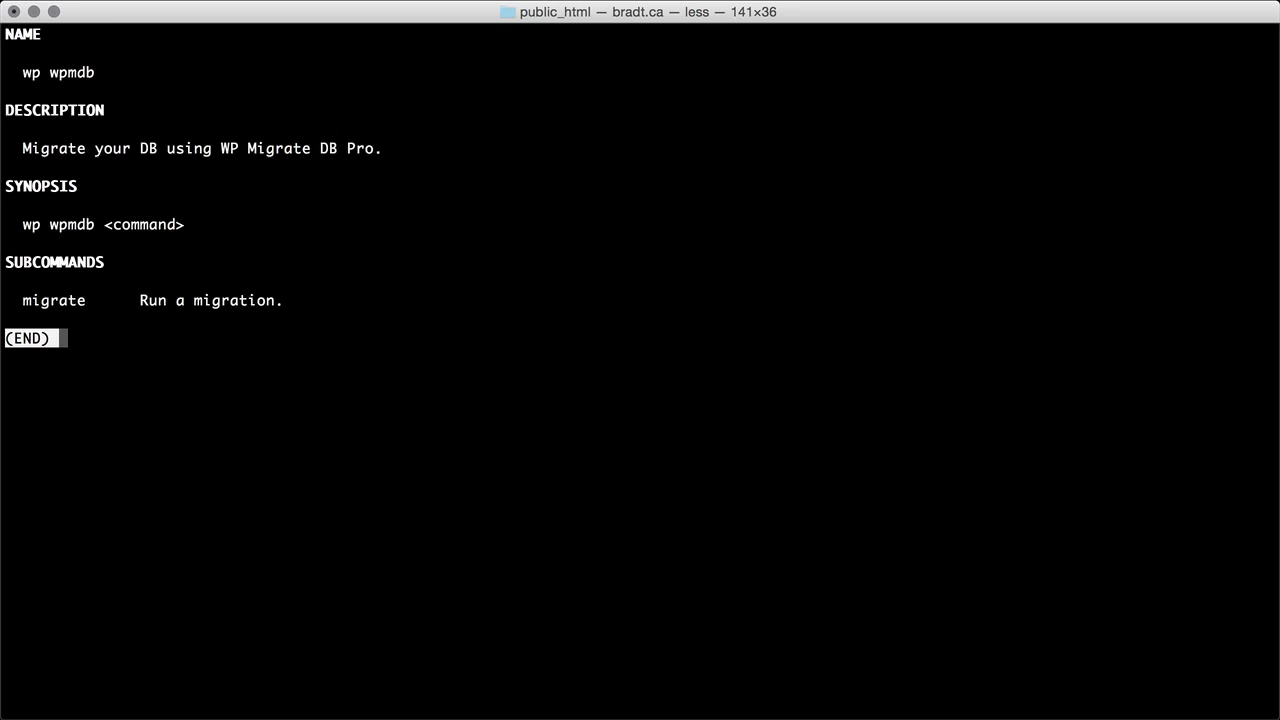 public_html — bradt.ca — less — 141×36
NAME
wp wpmdb
DESCRIPTION
Migrate your DB using WP Migrate DB Pro.
SYNOPSIS
wp wpmdb <command>
SUBCOMMANDS
migrate      Run a migration.
(END)